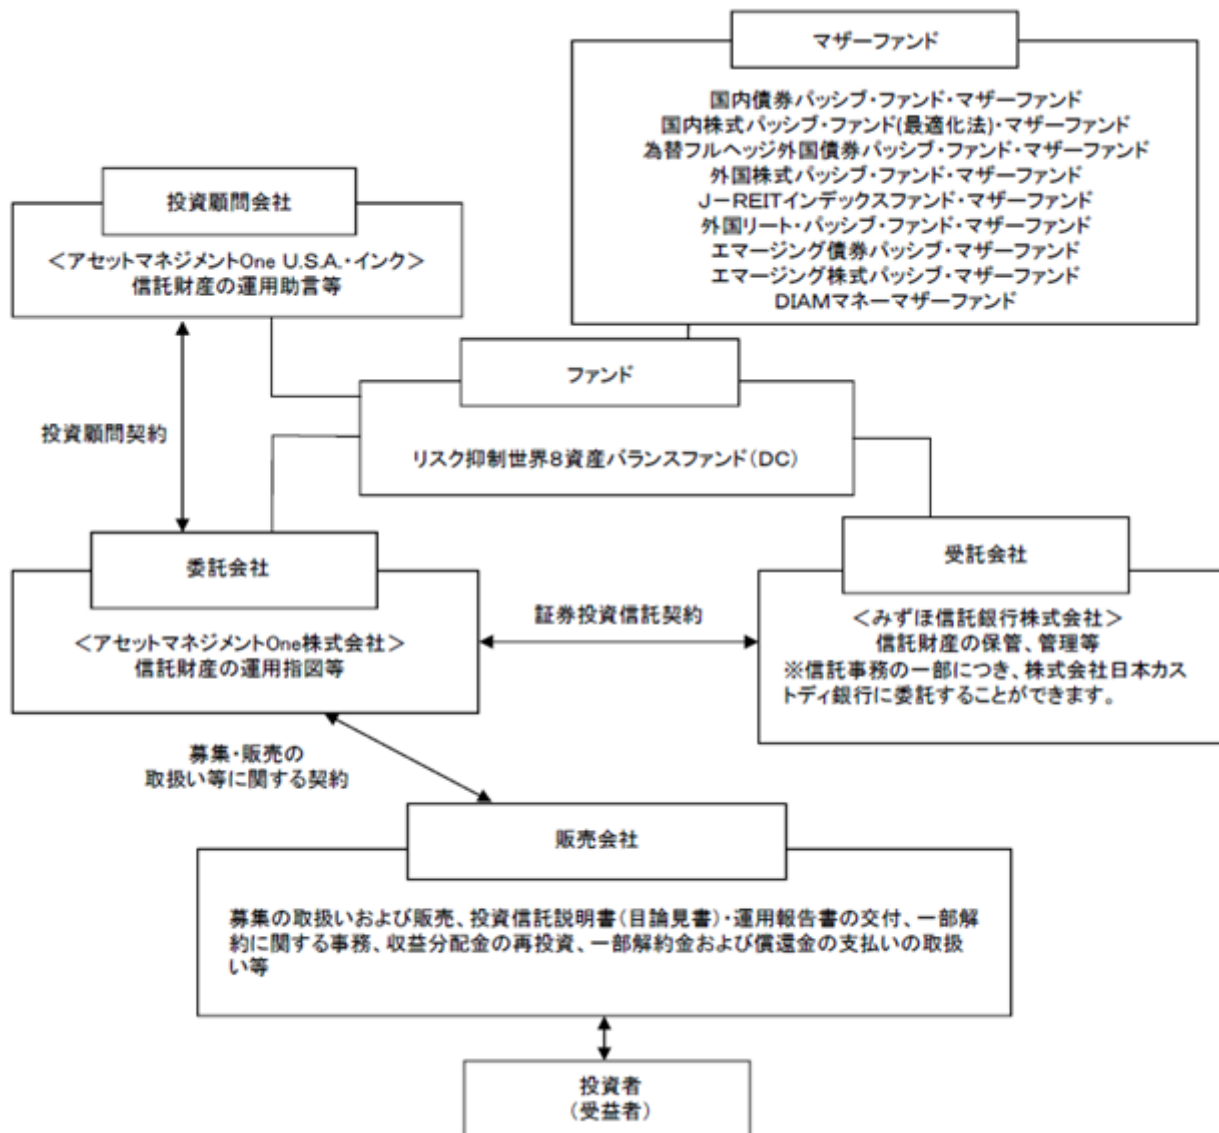 マザーファンド
国内債券パッシブ・ファンド・マザーファンド
国内株式パッシブ・ファンド(最適化法)・マザーファンド
為替フルヘッジ外国債券パッシブ・ファンド・マザーファンド
外国株式パッシブ・ファンド・マザーファンド
J－REITインデックスファンド・マザーファンド
外国リート・パッシブ・ファンド・マザーファンド
エマージング債券パッシブ・マザーファンド
エマージング株式パッシブ・マザーファンド
DIAMマネーマザーファンド
投資顧問会社
＜アセットマネジメントOne U.S.A.・インク＞
信託財産の運用助言等
ファンド
リスク抑制世界8資産バランスファンド（DC）
投資顧問契約
委託会社
＜アセットマネジメントOne株式会社＞
信託財産の運用指図等
証券投資信託契約
受託会社
＜みずほ信託銀行株式会社＞
信託財産の保管、管理等
※信託事務の一部につき、株式会社日本カス
トディ銀行に委託することができます。
募集・販売の
取扱い等に関する契約
販売会社
募集の取扱いおよび販売、投資信託説明書（目論見書）・運用報告書の交付、一部解
約に関する事務、収益分配金の再投資、一部解約金および償還金の支払いの取扱
い等
投資者
（受益者）